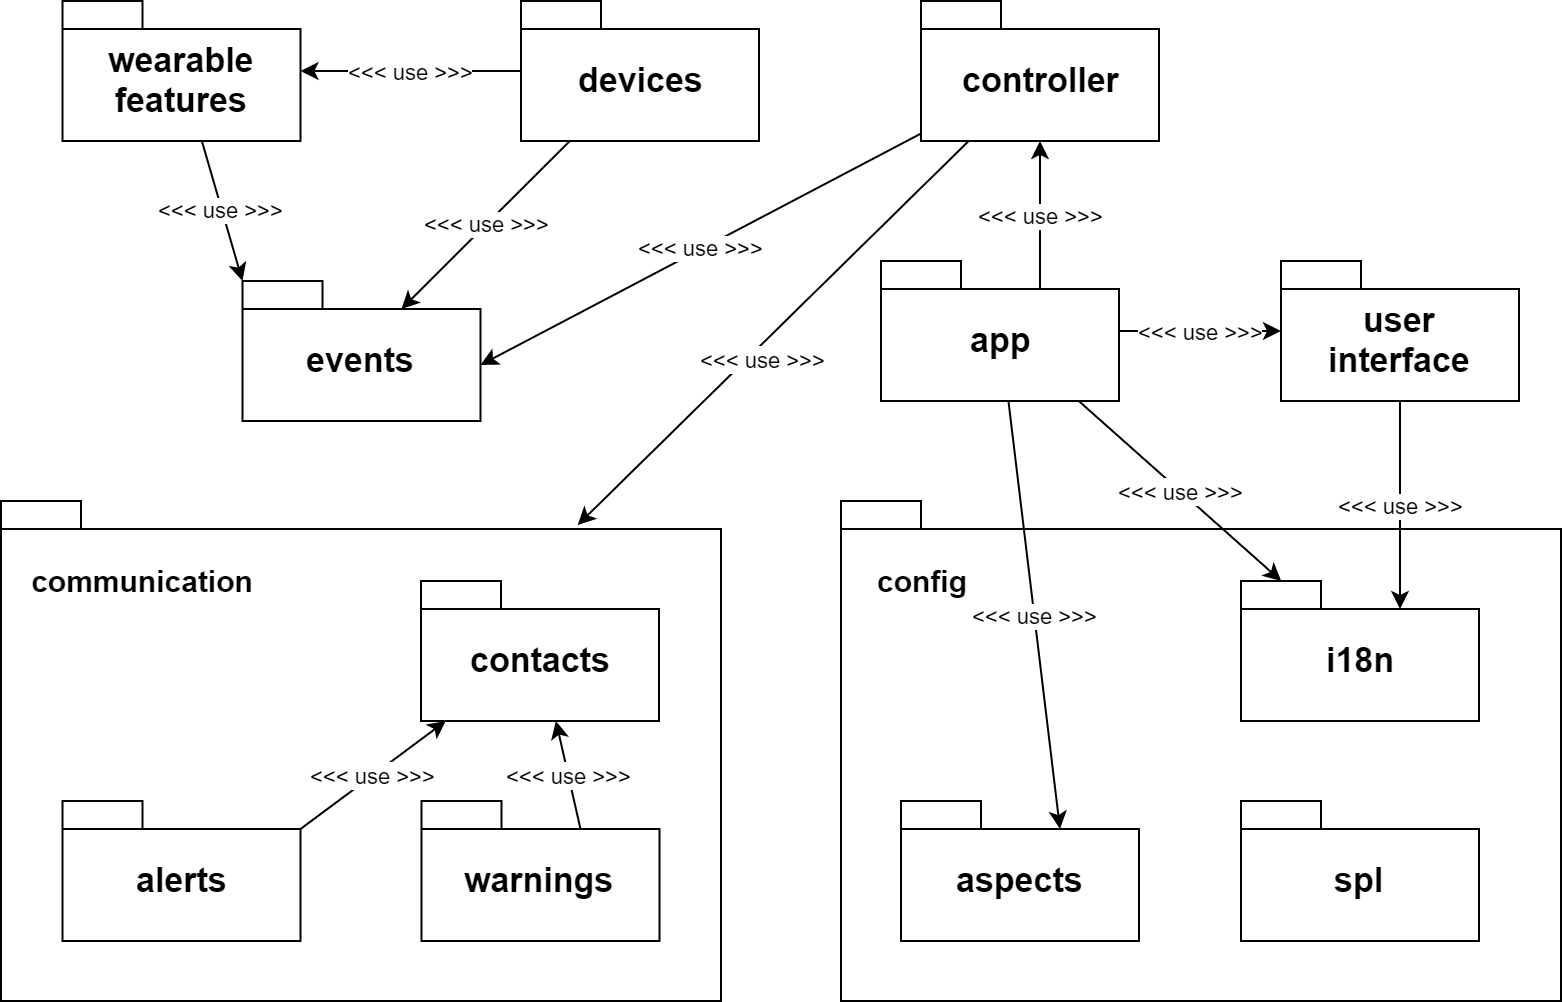 wearable
features
<<< use >>>
devices
controller
<<< use >>>
<<< use >>>
<<< use >>>
<<< use >>>
events
<<< use >>>
app
<<< use >>>
user
interface
<<< use >>>
<<< use >>>
communication
contacts
<<< use >>>
<<< use >>>
alerts
warnings
config
<<< use >>>
i18n
aspects
spl